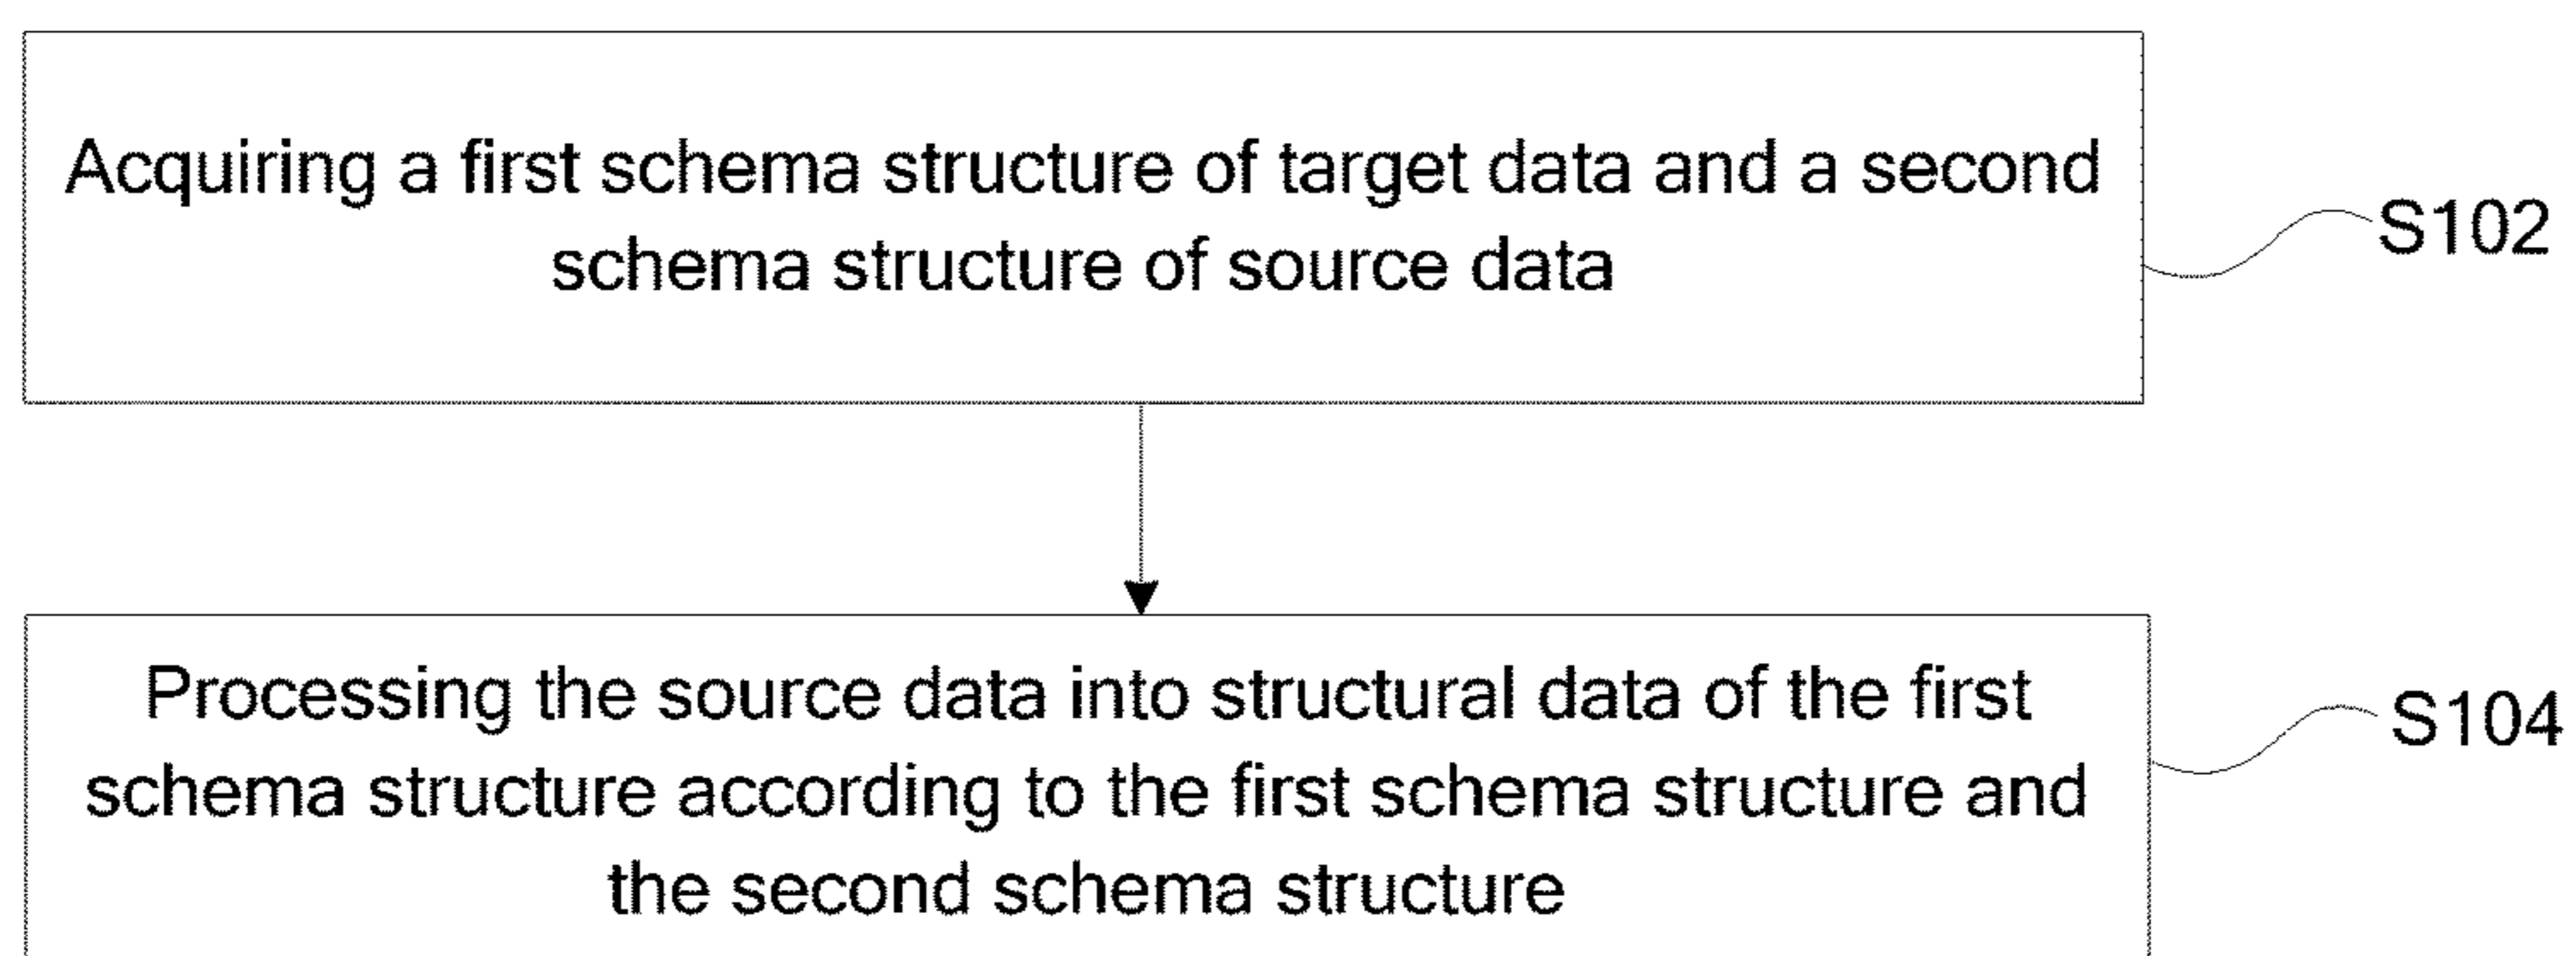 Acquiring a first schema structure of target data and a second
schema structure of source data
S102
Processing the source data into structural data of the first
schema structure according to the first schema structure and
the second schema structure
S104